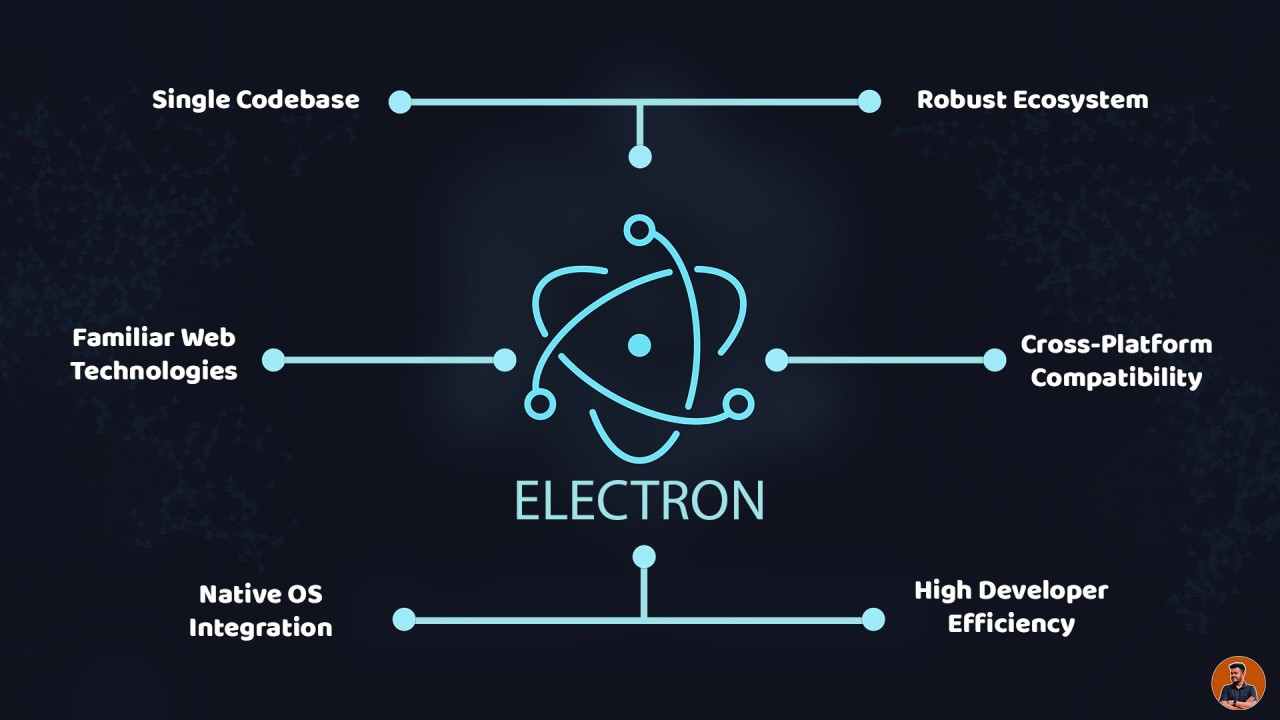 Single Codebase
Robust Ecosystem
Familiar Web
Technologies
Cross-Platform
Compatibility
ELECTRON
Native OS
Integration
High Developer
Efficiency